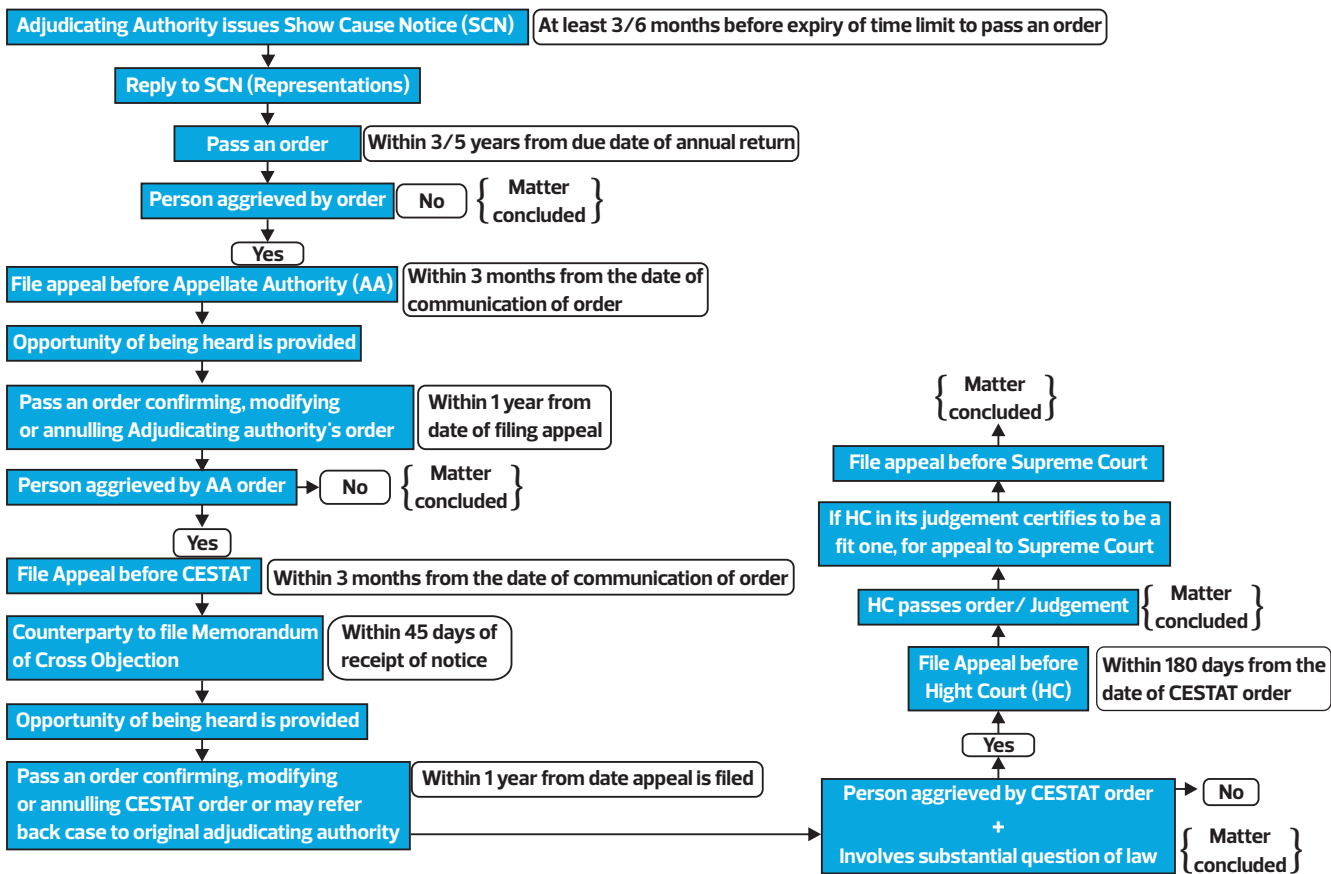 Adjudicating Authority issues Show Cause Notice (SCN)
At least 3/6 months before expiry of time limit to pass an order
Reply to SCN (Representations)
Pass an order
Within 3/5 years from due date of annual return
Person aggrieved by order
No
{ Matter
concluded }
Yes
File appeal before Appellate Authority (AA)
Within 3 months from the date of
communication of order
Opportunity of being heard is provided
Pass an order confirming, modifying
or annulling Adjudicating authority's order
Within 1 year from
date of filing appeal
Person aggrieved by AA order
No
{ Matter
concluded }
Yes
File Appeal before CESTAT
Within 3 months from the date of communication of order
Counterparty to file Memorandum
of Cross Objection
Within 45 days of
receipt of notice
Opportunity of being heard is provided
Pass an order confirming, modifying
or annulling CESTAT order or may refer
back case to original adjudicating authority
Within 1 year from date appeal is filed
Person aggrieved by CESTAT order
+
Involves substantial question of law
No
{ Matter
concluded }
Yes
File Appeal before
Hight Court (HC)
Within 180 days from the
date of CESTAT order
HC passes order/ Judgement
{ Matter
concluded }
If HC in its judgement certifies to be a
fit one, for appeal to Supreme Court
File appeal before Supreme Court
{ Matter
concluded }